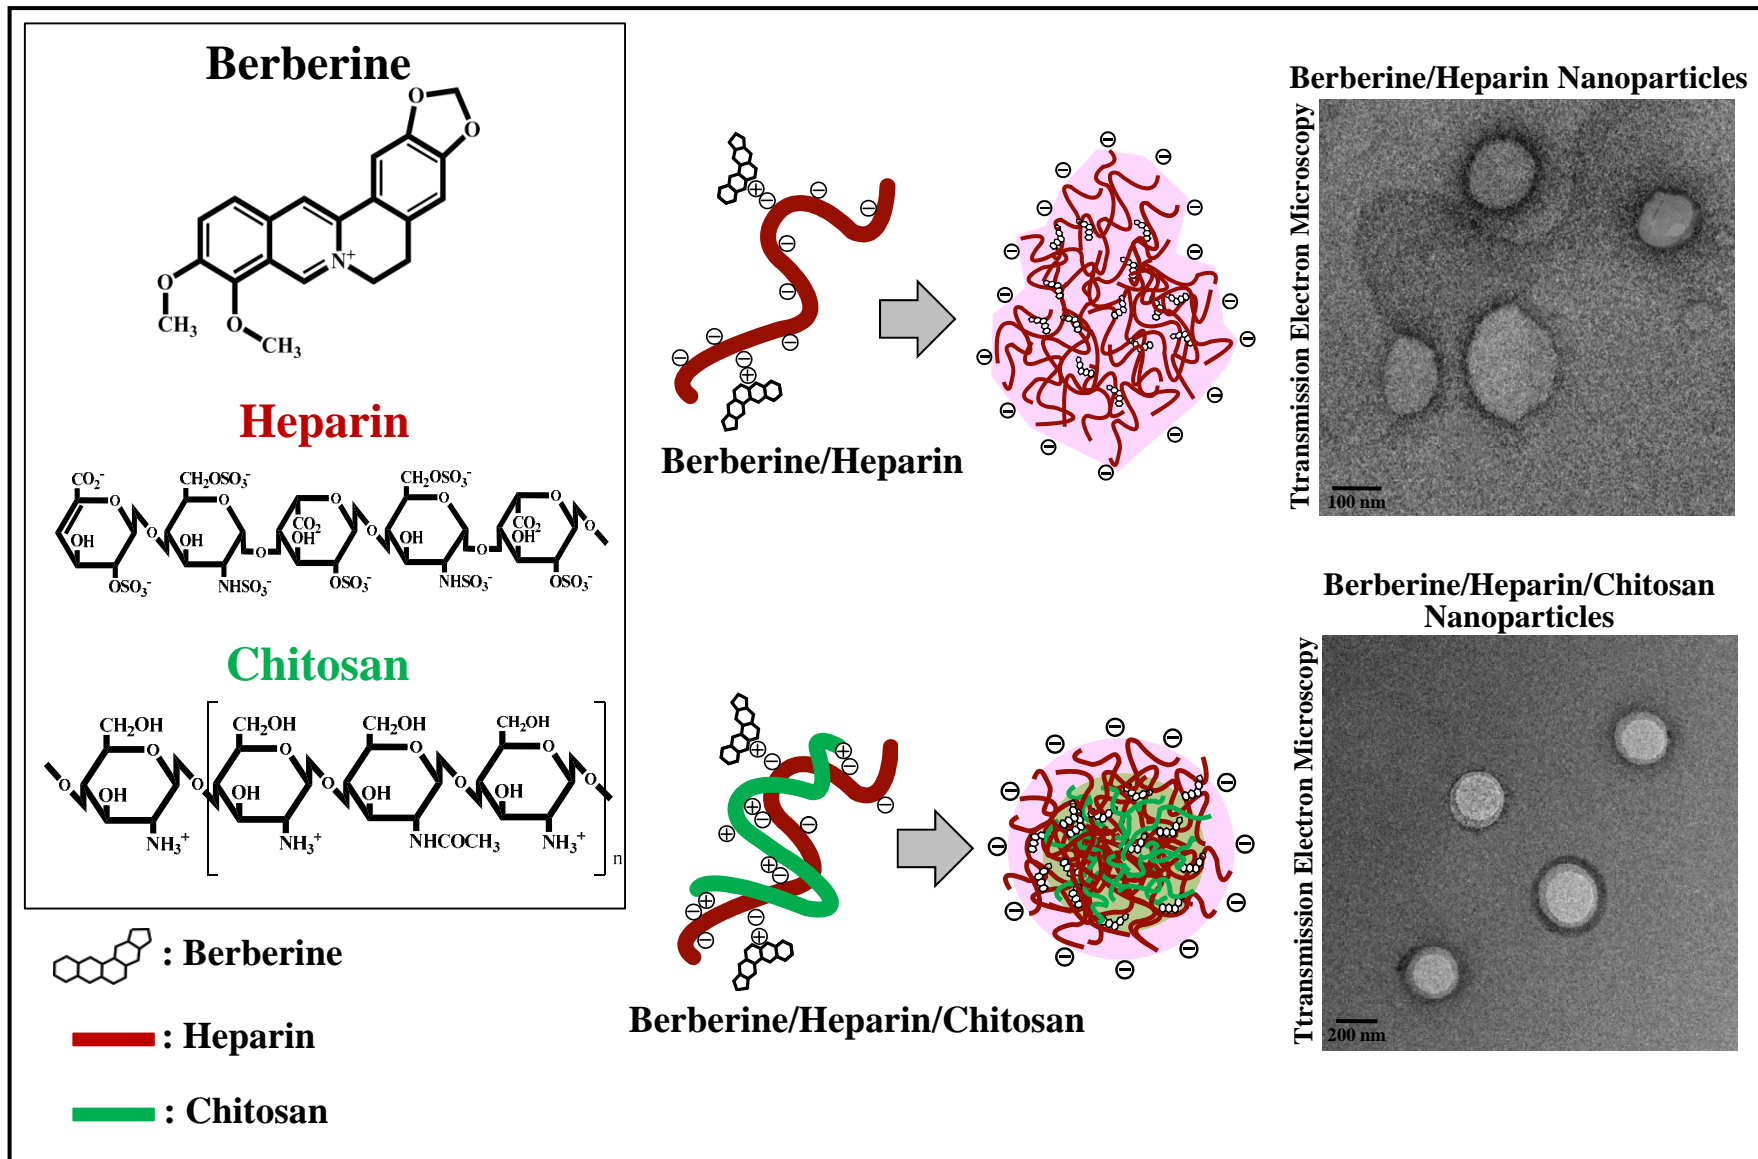 Berberine
O
O
N⁺
O
CH₃
O
CH₃
Heparin
CO₂⁻
CH₂OSO₃⁻
CH₂OSO₃⁻
O
O
O
O
O
CO₂
CO₂
OH
OH
OH
OH
OH
O
O
O
O
O
OSO₃⁻
NHSO₃⁻
OSO₃⁻
NHSO₃⁻
OSO₃⁻
Chitosan
CH₂OH
CH₂OH
CH₂OH
CH₂OH
O
O
O
O
O
O
O
O
O
OH
OH
OH
OH
NH₃⁺
NH₃⁺
NHCOCH₃
NH₃⁺
n
: Berberine
: Heparin
: Chitosan
Berberine/Heparin
Berberine/Heparin/Chitosan
Berberine/Heparin Nanoparticles
Ttransmission Electron Microscopy
100 nm
Berberine/Heparin/Chitosan
Nanoparticles
Ttransmission Electron Microscopy
200 nm